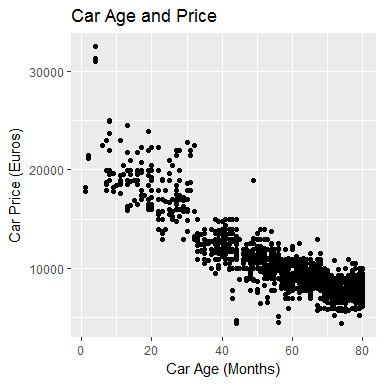 Car Age and Price
30000
20000
10000
Car Price (Euros)
0 20 40 60 80
Car Age (Months)